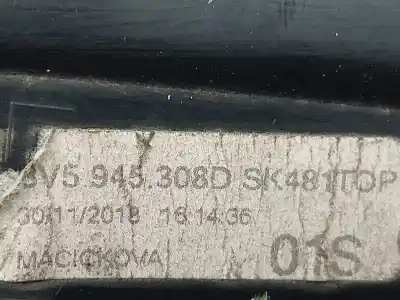 3V5.945.308D SK481TOP
30/11/2018 16:14:36
MACICKOVA 01S